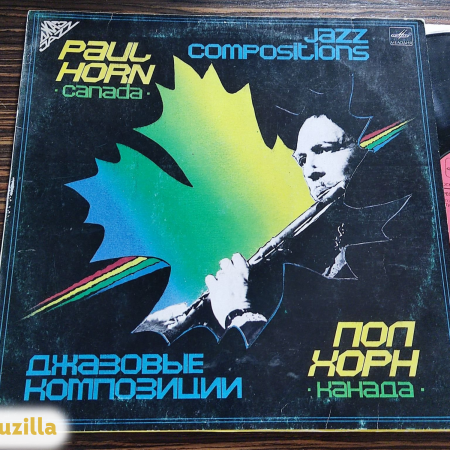 PAUL
HORN
·canada·
JAZZ
compositions
ДЖАЗОВЫЕ
КОМПОЗИЦИИ
ПОЛ
ХОРН
·КАНАДА·
uzilla